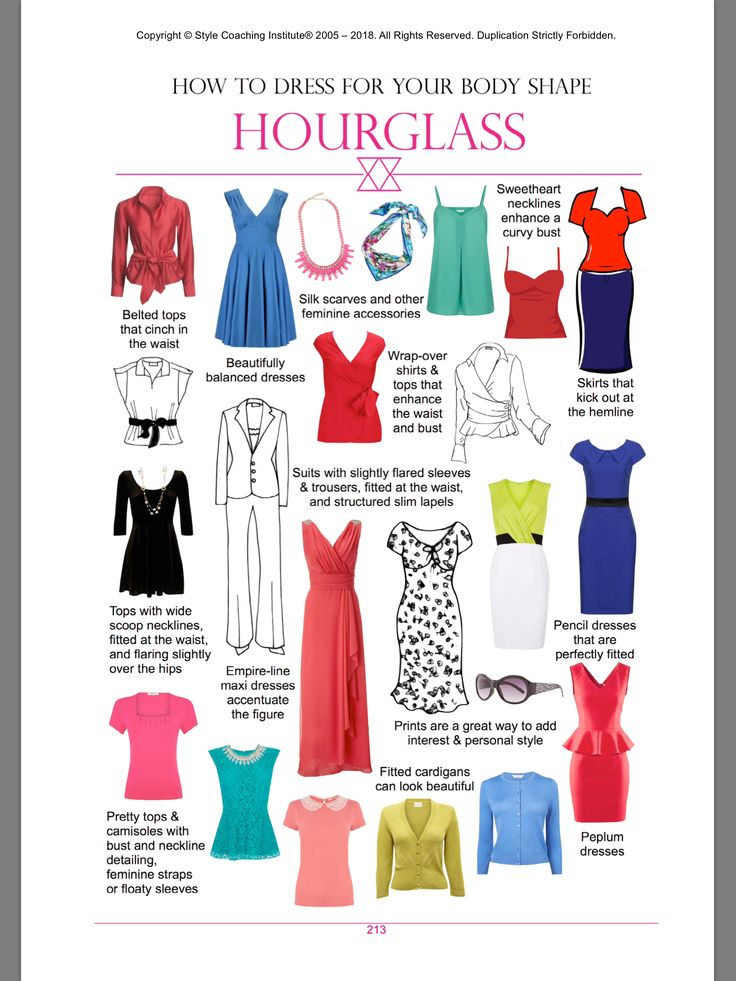 Copyright © Style Coaching Institute® 2005 – 2018. All Rights Reserved. Duplication Strictly Forbidden.
HOW TO DRESS FOR YOUR BODY SHAPE
HOURGLASS
Sweetheart
necklines
enhance a
curvy bust
Silk scarves and other
feminine accessories
Belted tops
that cinch in
the waist
Beautifully
balanced dresses
Wrap-over
shirts &
tops that
enhance
the waist
and bust
Skirts that
kick out at
the hemline
Suits with slightly flared sleeves
& trousers, fitted at the waist,
and structured slim lapels
Tops with wide
scoop necklines,
fitted at the waist,
and flaring slightly
over the hips
Pencil dresses
that are
perfectly fitted
Empire-line
maxi dresses
accentuate
the figure
Prints are a great way to add
interest & personal style
Fitted cardigans
can look beautiful
Pretty tops &
camisoles with
bust and neckline
detailing,
feminine straps
or floaty sleeves
Peplum
dresses
213